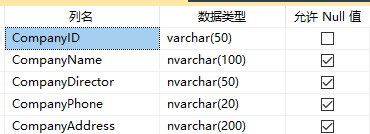 列名 数据类型 允许 Null 值
CompanyID varchar(50)
CompanyName nvarchar(100)
CompanyDirector nvarchar(50)
CompanyPhone nvarchar(20)
CompanyAddress nvarchar(200)